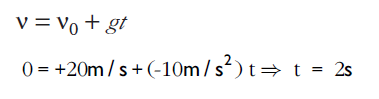 ν = ν₀ + gt
0 = +20m / s + (-10m / s²) t ⇒ t = 2s